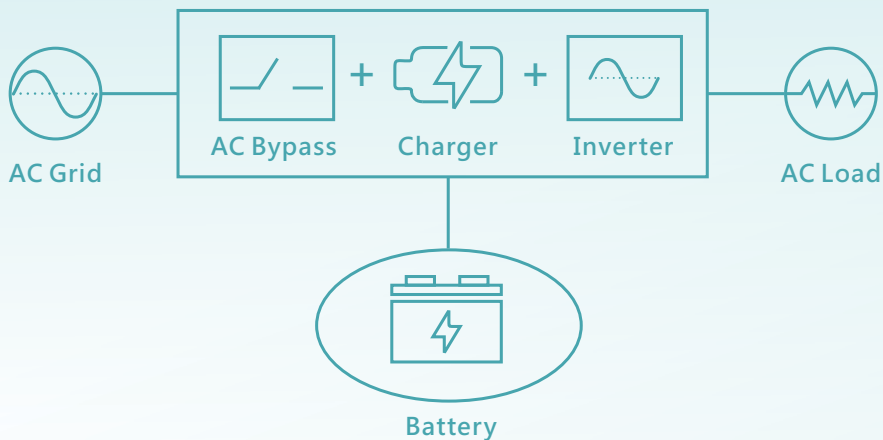 AC Bypass
+
Charger
+
Inverter
AC Grid
AC Load
Battery